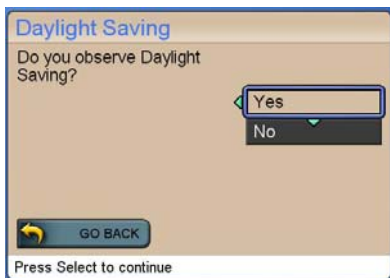 Daylight Saving
Do you observe Daylight
Saving?
Yes
No
GO BACK
Press Select to continue